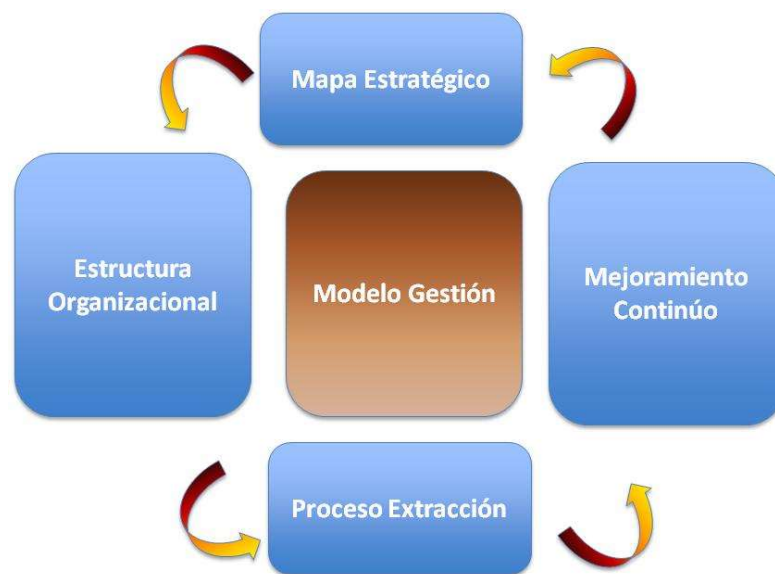 Mapa Estratégico
Estructura
Organizacional
Modelo Gestión
Mejoramiento
Continúo
Proceso Extracción